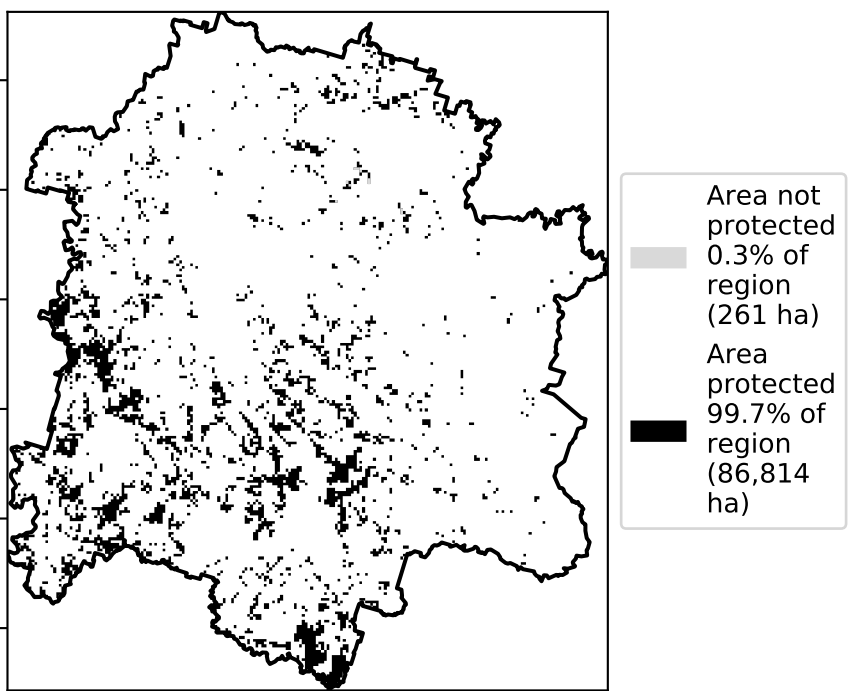 Area not
protected
0.3% of
region
(261 ha)
Area
protected
99.7% of
region
(86,814
ha)